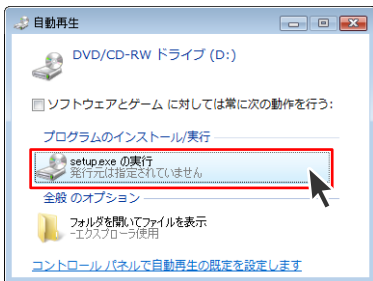 自動再生
DVD/CD-RW ドライブ (D:)
ソフトウェアとゲーム に対しては常に次の動作を行う:
プログラムのインストール/実行
setup.exe の実行
発行元は指定されていません
全般 のオプション
フォルダを開いてファイルを表示
-エクスプローラ使用
コントロール パネルで自動再生の既定を設定します